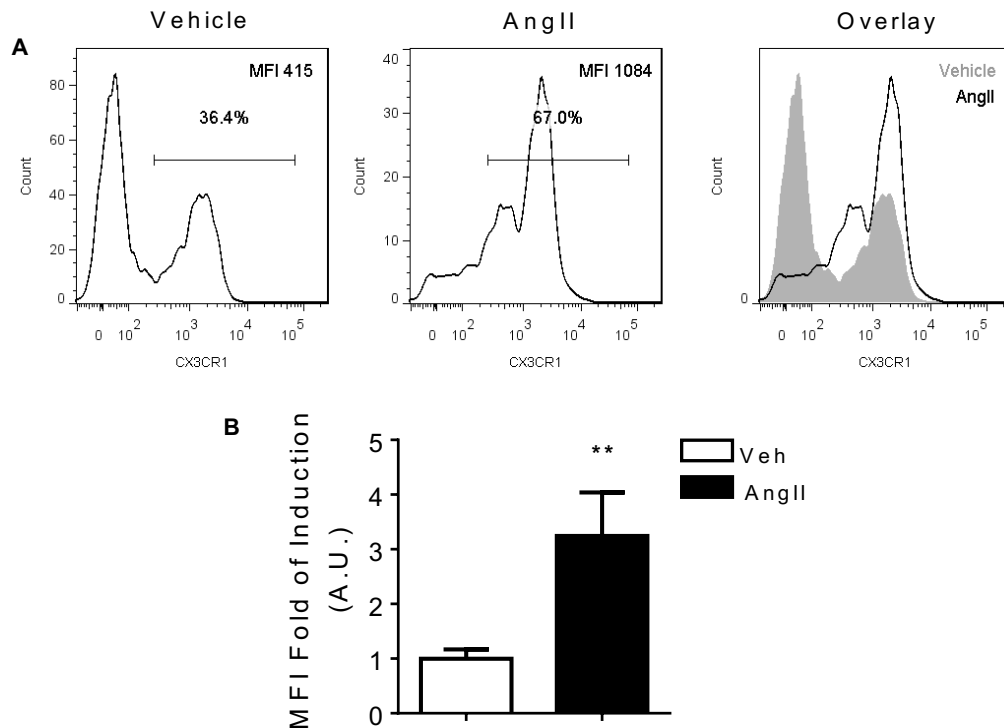 Vehicle
AngII
Overlay
A
MFI 415
36.4%
80
60
40
20
0
Count
0 10^2 10^3 10^4 10^5
CX3CR1
MFI 1084
67.0%
40
30
20
10
0
Count
0 10^2 10^3 10^4 10^5
CX3CR1
Vehicle
AngII
0
Count
0 10^2 10^3 10^4 10^5
CX3CR1
B
MFI Fold of Induction
(A.U.)
5
4
3
2
1
0
**
Veh
AngII